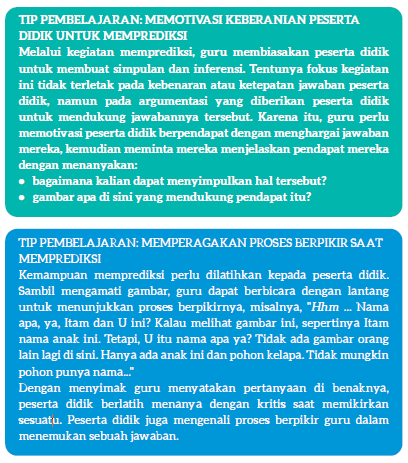 TIP PEMBELAJARAN: MEMOTIVASI KEBERANIAN PESERTA
DIDIK UNTUK MEMPREDIKSI
Melalui kegiatan memprediksi, guru membiasakan peserta didik
untuk membuat simpulan dan inferensi. Tentunya fokus kegiatan
ini tidak terletak pada kebenaran atau ketepatan jawaban peserta
didik, namun pada argumentasi yang diberikan peserta didik
untuk mendukung jawabannya tersebut. Karena itu, guru perlu
memotivasi peserta didik berpendapat dengan menghargai jawaban
mereka, kemudian meminta mereka menjelaskan pendapat mereka
dengan menanyakan:
• bagaimana kalian dapat menyimpulkan hal tersebut?
• gambar apa di sini yang mendukung pendapat itu?
TIP PEMBELAJARAN: MEMPERAGAKAN PROSES BERPIKIR SAAT
MEMPREDIKSI
Kemampuan memprediksi perlu dilatihkan kepada peserta didik.
Sambil mengamati gambar, guru dapat berbicara dengan lantang
untuk menunjukkan proses berpikirnya, misalnya, "Hhm ... Nama
apa, ya, Itam dan U ini? Kalau melihat gambar ini, sepertinya Itam
nama anak ini. Tetapi, U itu nama apa ya? Tidak ada gambar orang
lain lagi di sini. Hanya ada anak ini dan pohon kelapa. Tidak mungkin
pohon punya nama..."
Dengan menyimak guru menyatakan pertanyaan di benaknya,
peserta didik berlatih menanya dengan kritis saat memikirkan
sesuatu. Peserta didik juga mengenali proses berpikir guru dalam
menemukan sebuah jawaban.